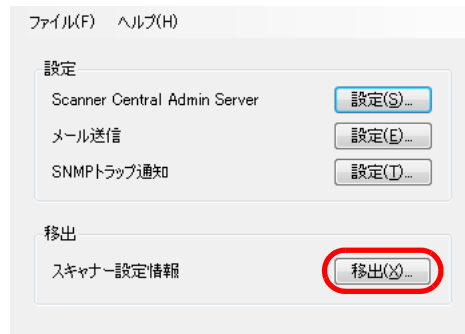 ファイル(F) ヘルプ(H)
設定
Scanner Central Admin Server 設定(S)...
メール送信 設定(E)...
SNMPトラップ通知 設定(T)...
移出
スキャナー設定情報 移出(X)...